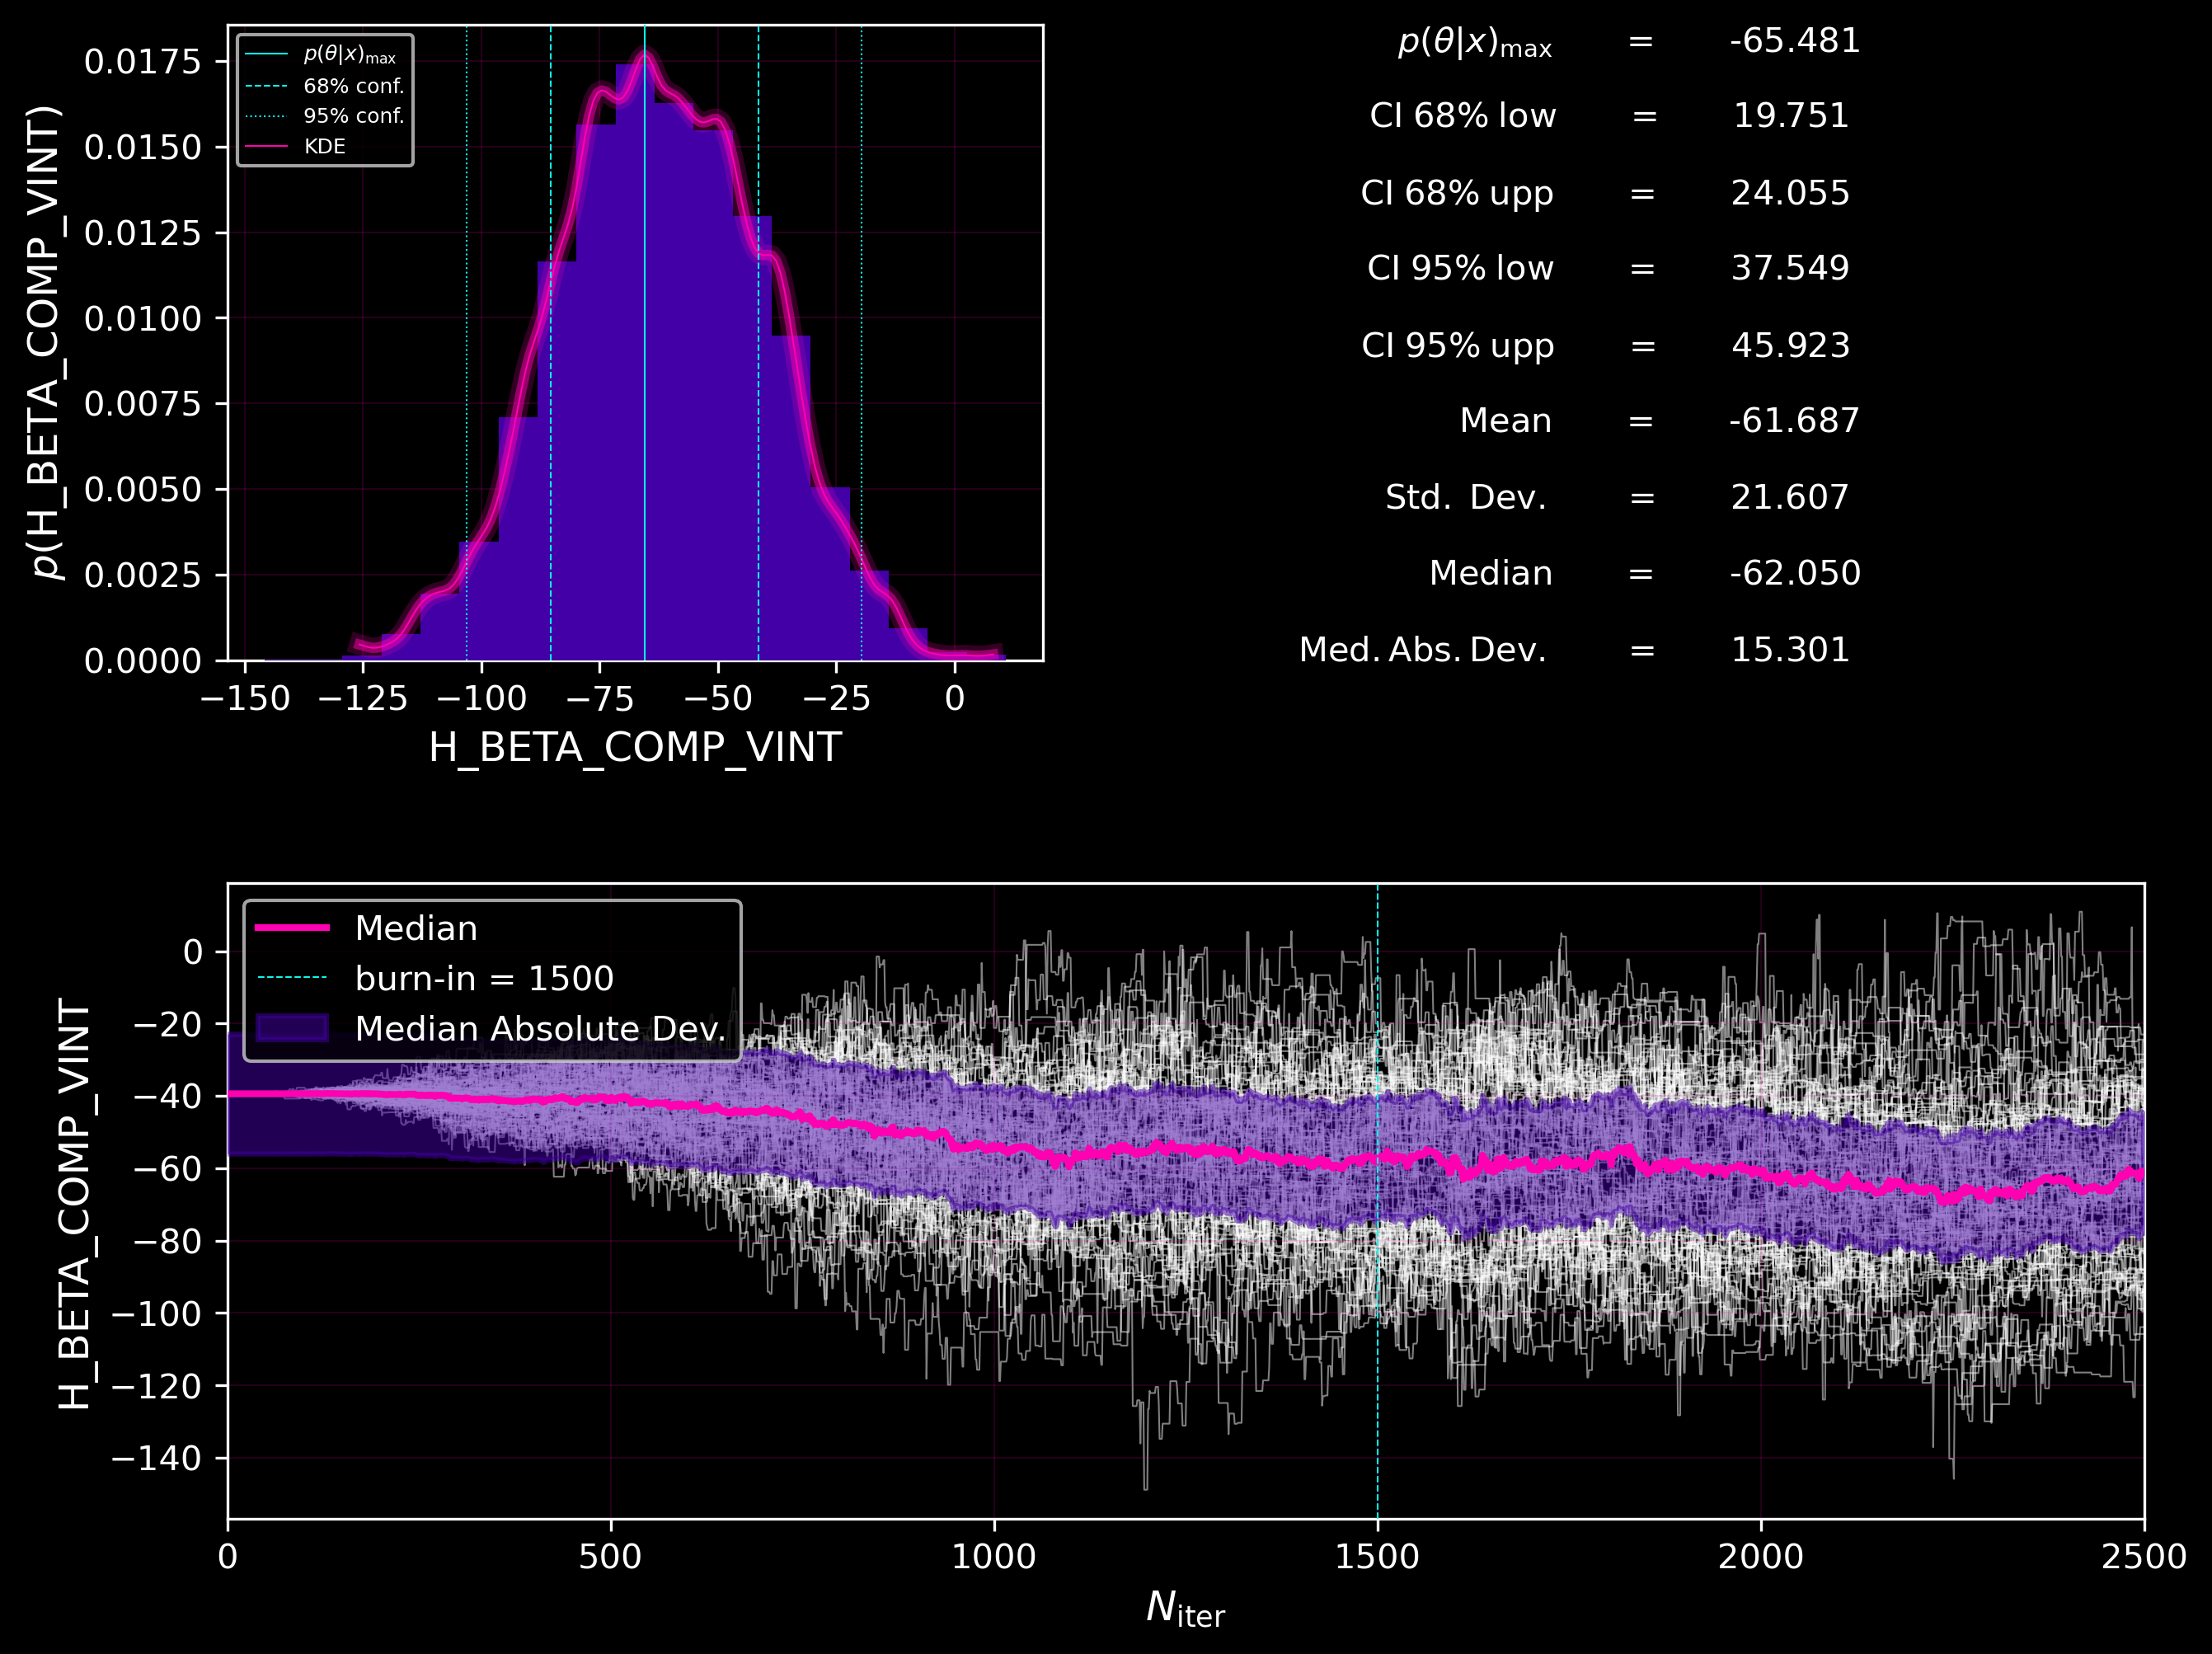 p(θ|x)max
68% conf.
95% conf.
KDE
0.0175
0.0150
0.0125
0.0100
0.0075
0.0050
0.0025
0.0000
p(H_BETA_COMP_VINT)
−150 −125 −100 −75 −50 −25 0
H_BETA_COMP_VINT
p(θ|x)max = -65.481
CI 68% low = 19.751
CI 68% upp = 24.055
CI 95% low = 37.549
CI 95% upp = 45.923
Mean = -61.687
Std. Dev. = 21.607
Median = -62.050
Med. Abs. Dev. = 15.301
Median
burn-in = 1500
Median Absolute Dev.
0
−20
−40
−60
−80
−100
−120
−140
H_BETA_COMP_VINT
0 500 1000 1500 2000 2500
Niter